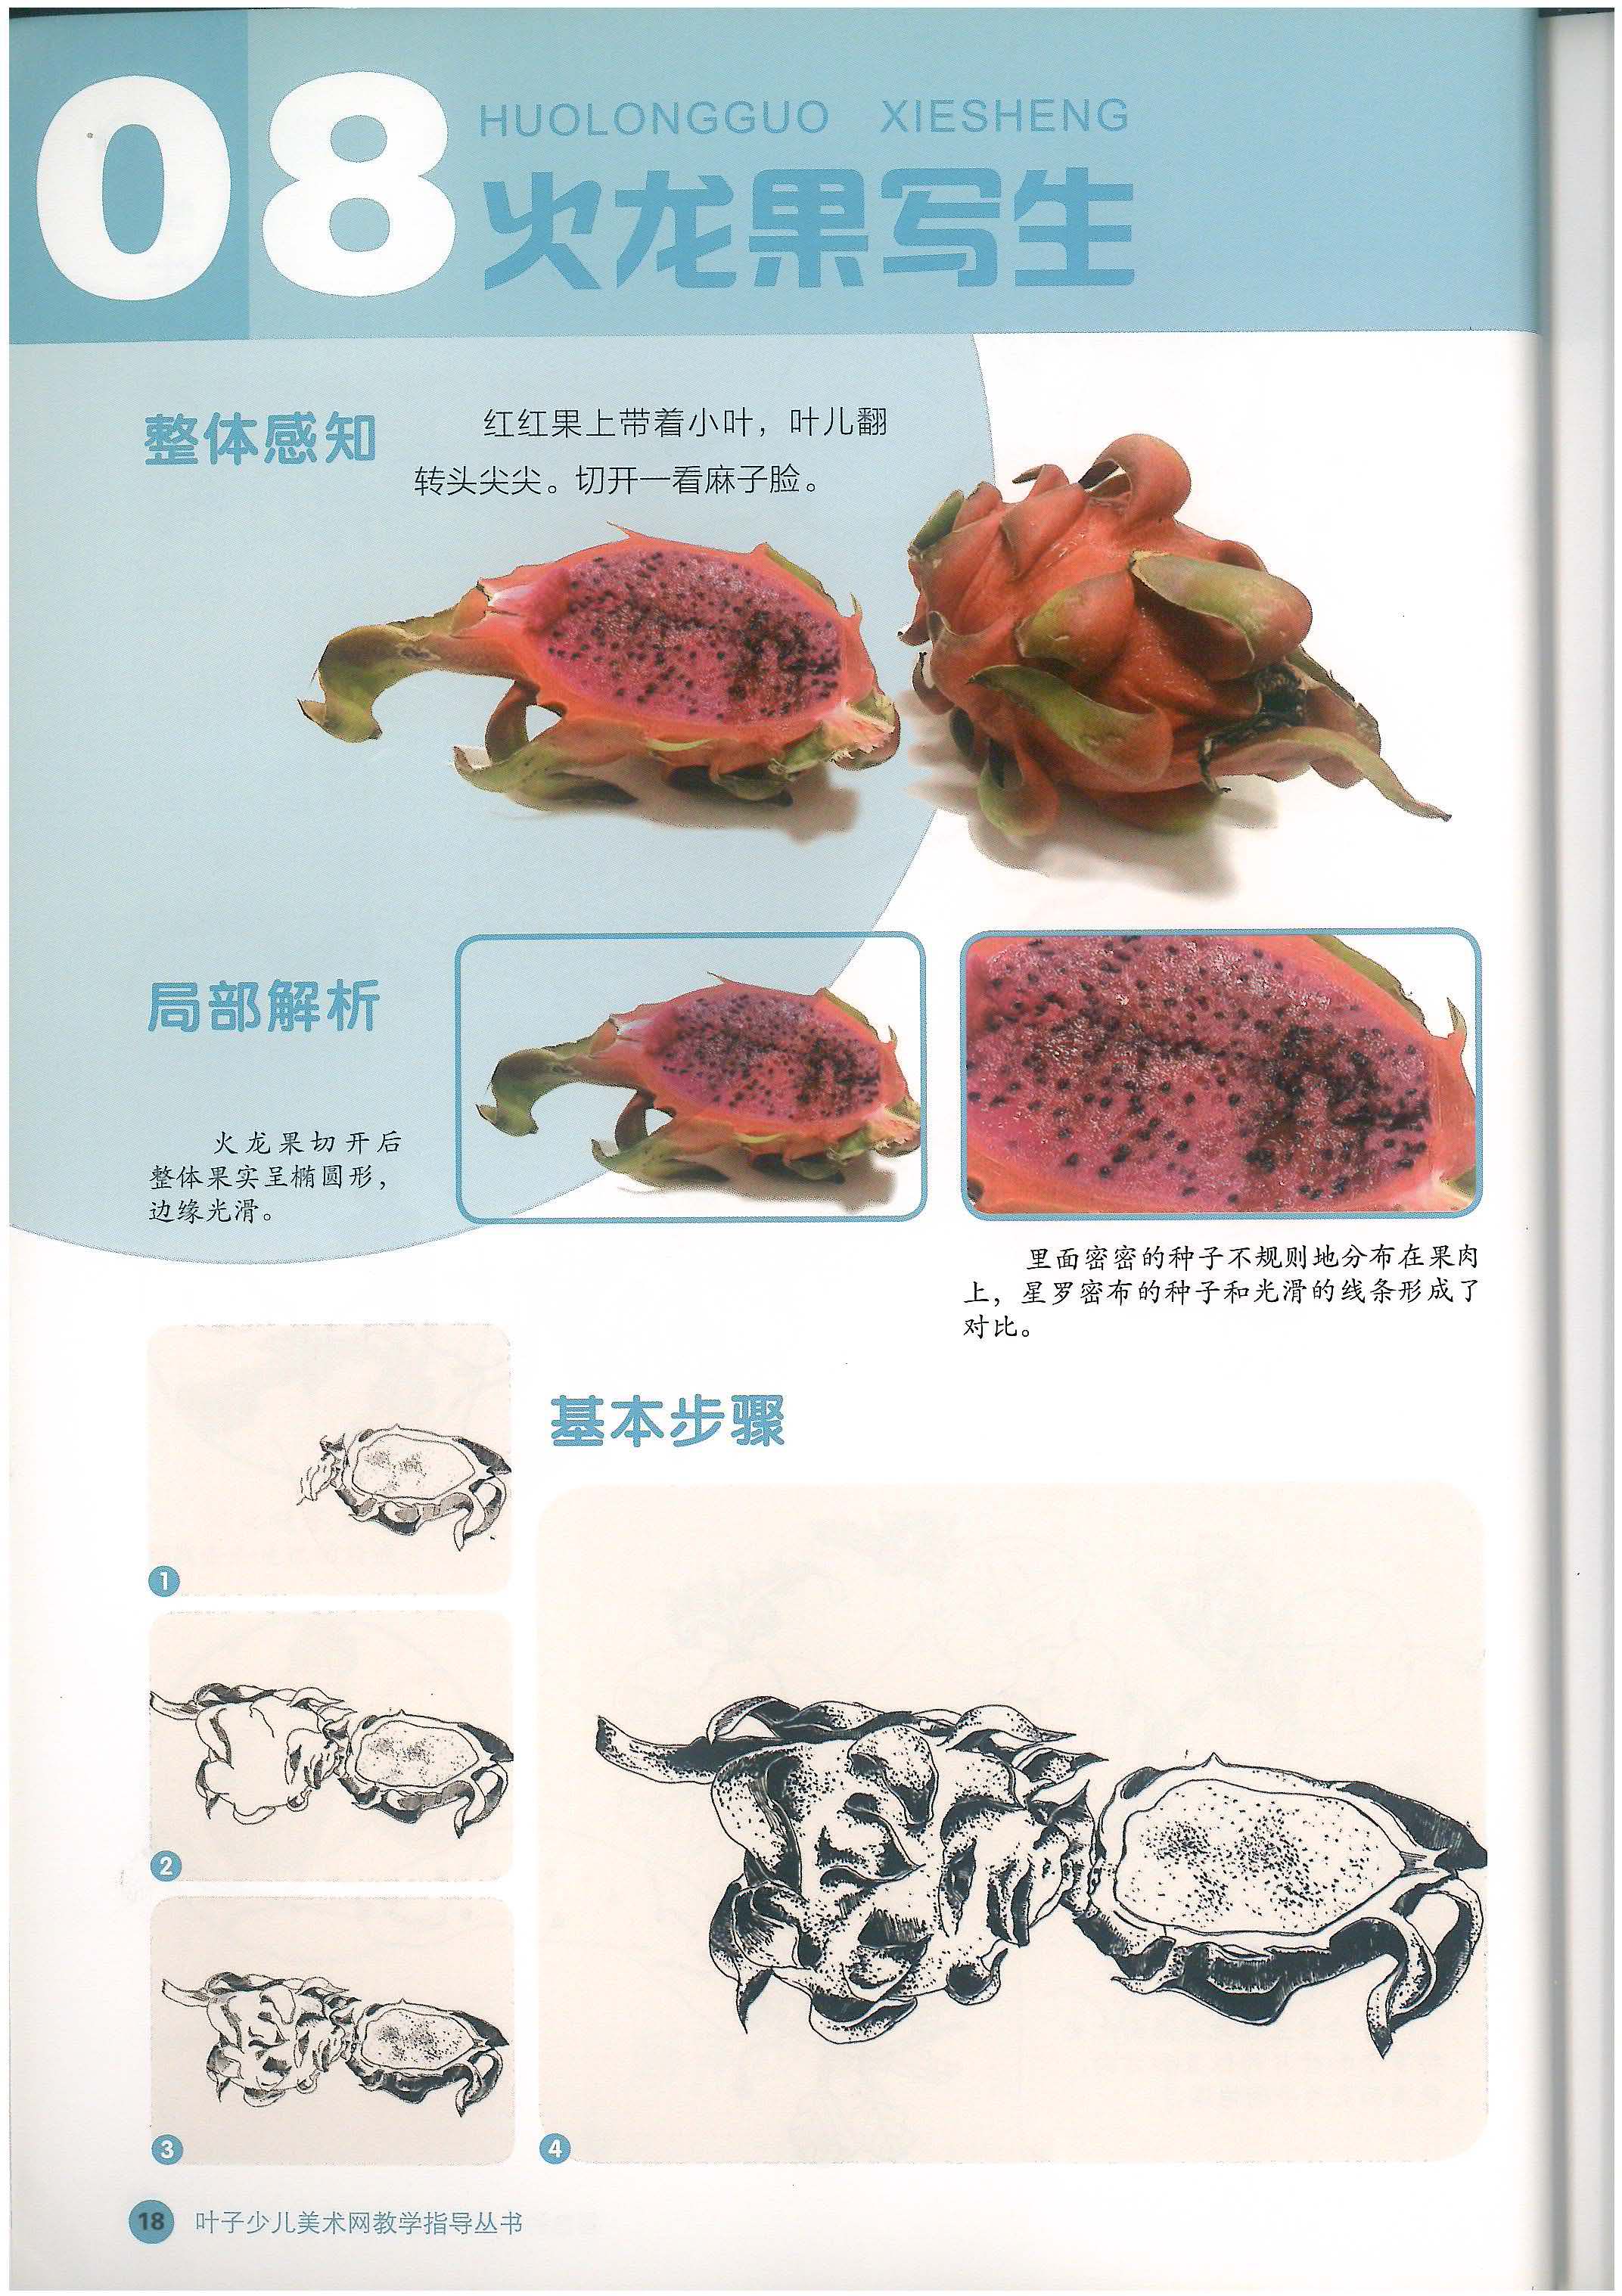 08
HUOLONGGUO XIESHENG
火龙果写生
整体感知
红红果上带着小叶，叶儿翻
转头尖尖。切开一看麻子脸。
局部解析
火龙果切开后
整体果实呈椭圆形，
边缘光滑。
里面密密的种子不规则地分布在果肉
上，星罗密布的种子和光滑的线条形成了
对比。
基本步骤
1
2
3
4
18 叶子少儿美术网教学指导丛书